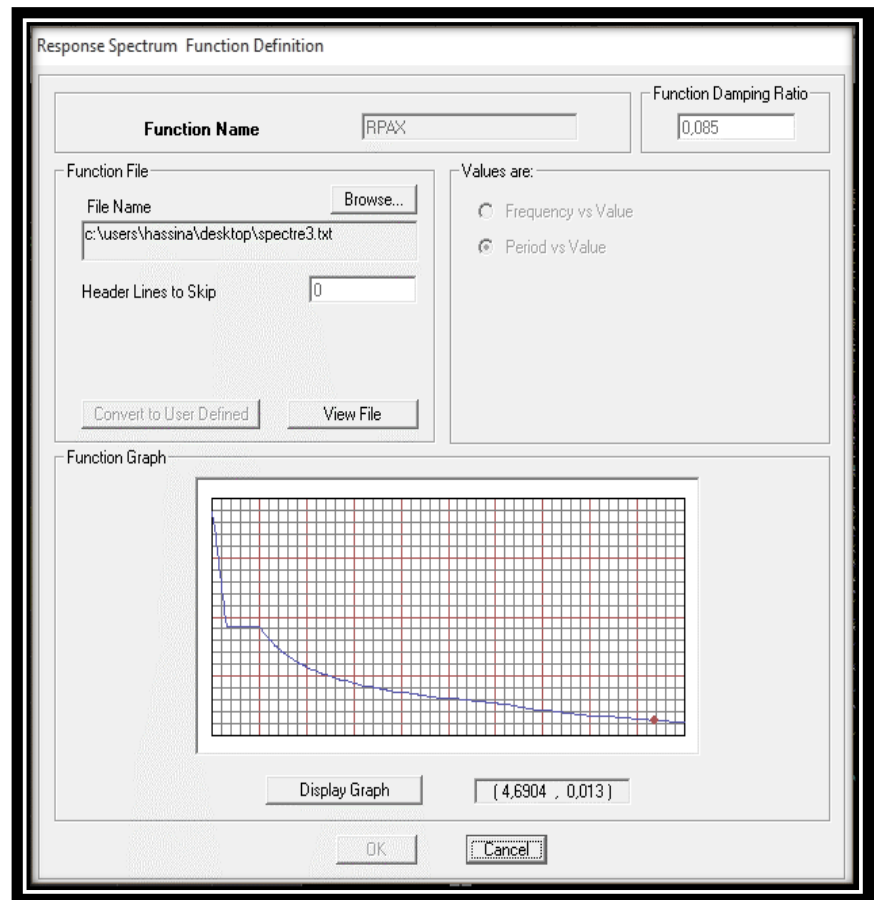 Response Spectrum Function Definition
Function Damping Ratio
Function Name
RPAX
0,085
Function File
File Name
Browse...
c:\users\hassina\desktop\spectre3.txt
Header Lines to Skip
0
Convert to User Defined
View File
Values are:
Frequency vs Value
Period vs Value
Function Graph
Display Graph
( 4,6904 , 0,013 )
OK
Cancel